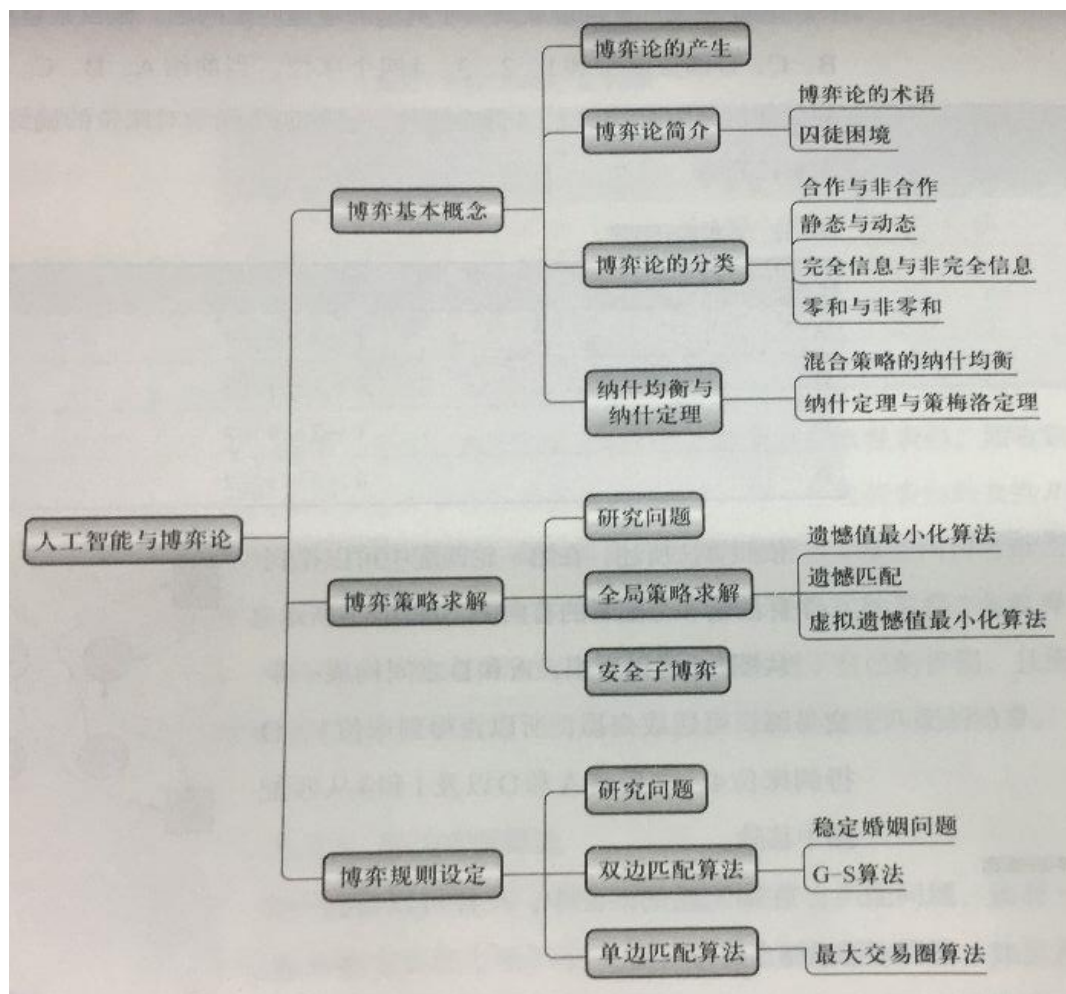 博弈论的产生
博弈论的术语
博弈论简介
囚徒困境
合作与非合作
博弈基本概念
静态与动态
博弈论的分类
完全信息与非完全信息
零和与非零和
混合策略的纳什均衡
纳什均衡与
纳什定理
纳什定理与策梅洛定理
研究问题
人工智能与博弈论
遗憾值最小化算法
博弈策略求解
全局策略求解
遗憾匹配
虚拟遗憾值最小化算法
安全子博弈
研究问题
稳定婚姻问题
博弈规则设定
双边匹配算法
G-S算法
单边匹配算法
最大交易圈算法